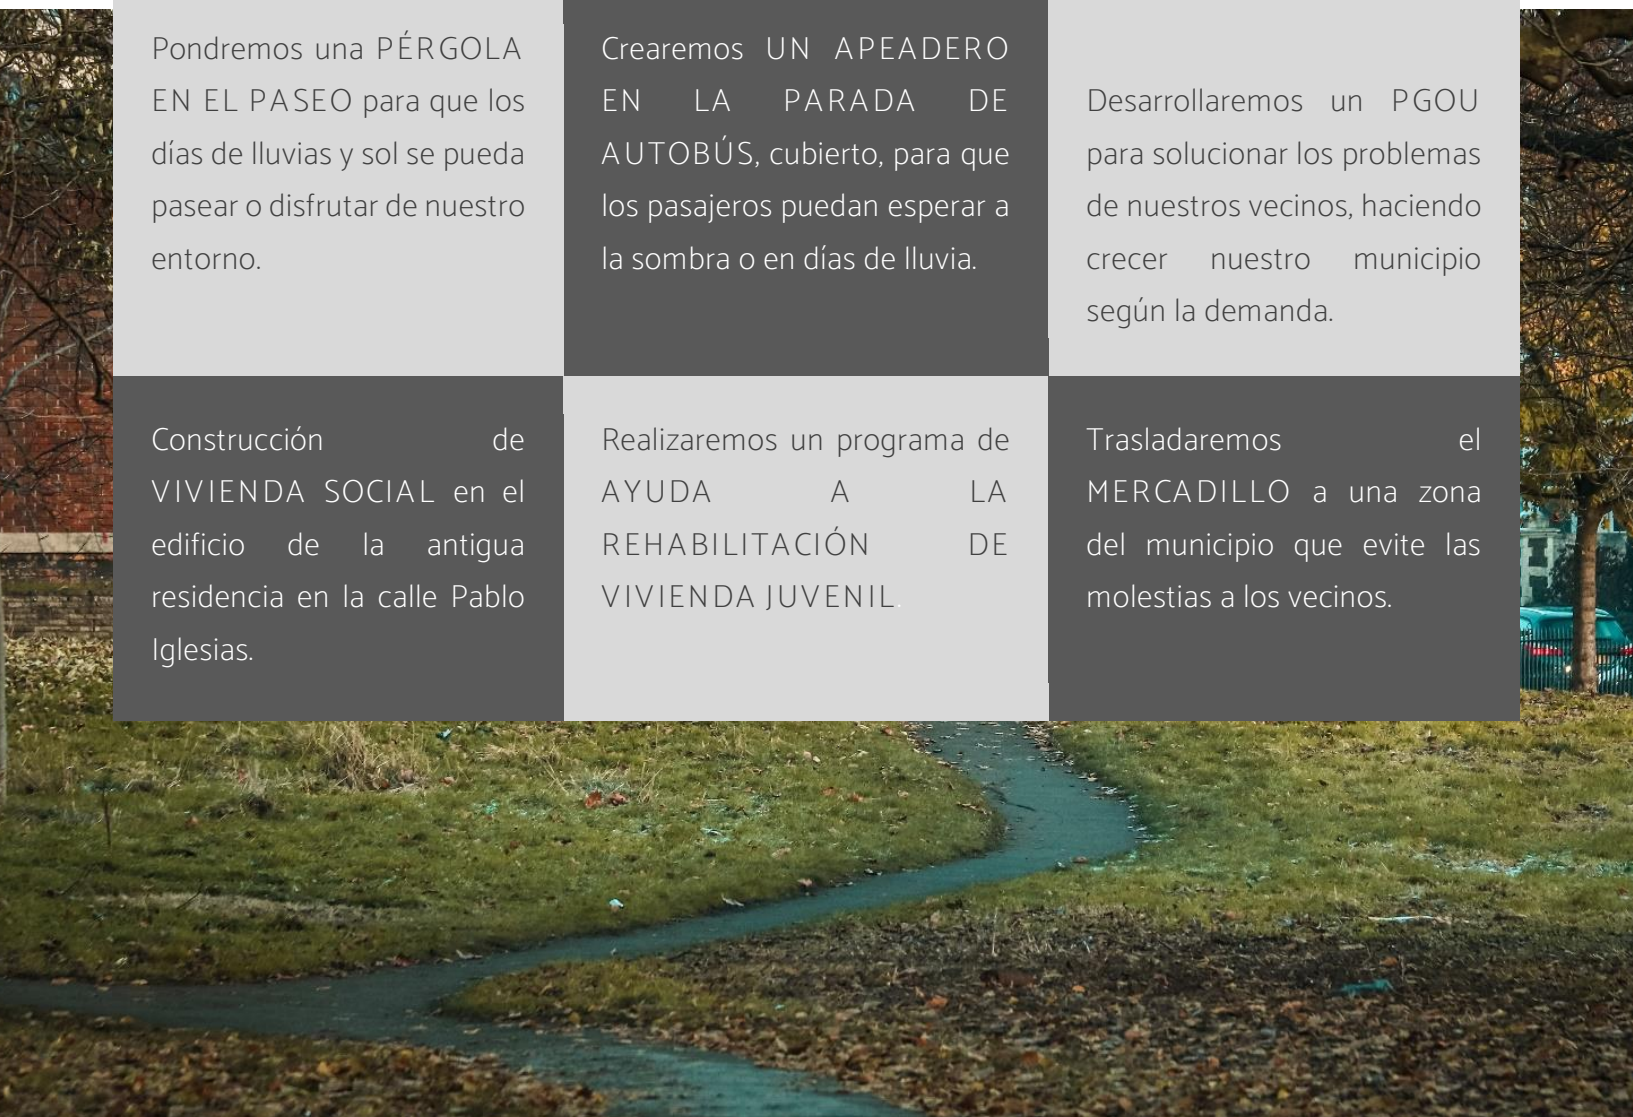 Pondremos una PÉRGOLA
EN EL PASEO para que los
días de lluvias y sol se pueda
pasear o disfrutar de nuestro
entorno.
Crearemos UN APEADERO
EN LA PARADA DE
AUTOBÚS, cubierto, para que
los pasajeros puedan esperar a
la sombra o en días de lluvia.
Desarrollaremos un PGOU
para solucionar los problemas
de nuestros vecinos, haciendo
crecer nuestro municipio
según la demanda.
Construcción de
VIVIENDA SOCIAL en el
edificio de la antigua
residencia en la calle Pablo
Iglesias.
Realizaremos un programa de
AYUDA A LA
REHABILITACIÓN DE
VIVIENDA JUVENIL.
Trasladaremos el
MERCADILLO a una zona
del municipio que evite las
molestias a los vecinos.